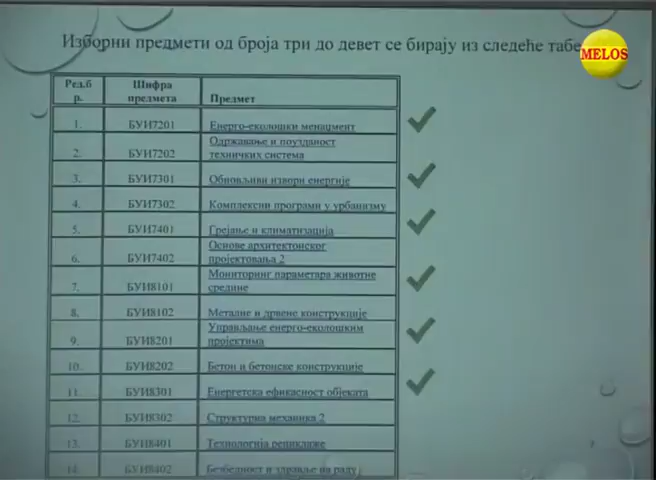 Изборни предмети од броја три до девет се бирају из следеће табе
MELOS
Ред.б р. Шифра предмета Предмет
1. БУИ7201 Енерго-еколошки менаџмент
2. БУИ7202 Одржавање и поузданост техничких система
3. БУИ7301 Обновљиви извори енергије
4. БУИ7302 Комплексни програми у урбанизму
5. БУИ7401 Грејање и климатизација
6. БУИ7402 Основе архитектонског пројектовања 2
7. БУИ8101 Мониторинг параметара животне средине
8. БУИ8102 Металне и дрвене конструкције
9. БУИ8201 Управљање енерго-еколошким пројектима
10. БУИ8202 Бетон и бетонске конструкције
11. БУИ8301 Енергетска ефикасност објеката
12. БУИ8302 Структурна механика 2
13. БУИ8401 Технологија рециклаже
14. БУИ8402 Безбедност и здравље на раду